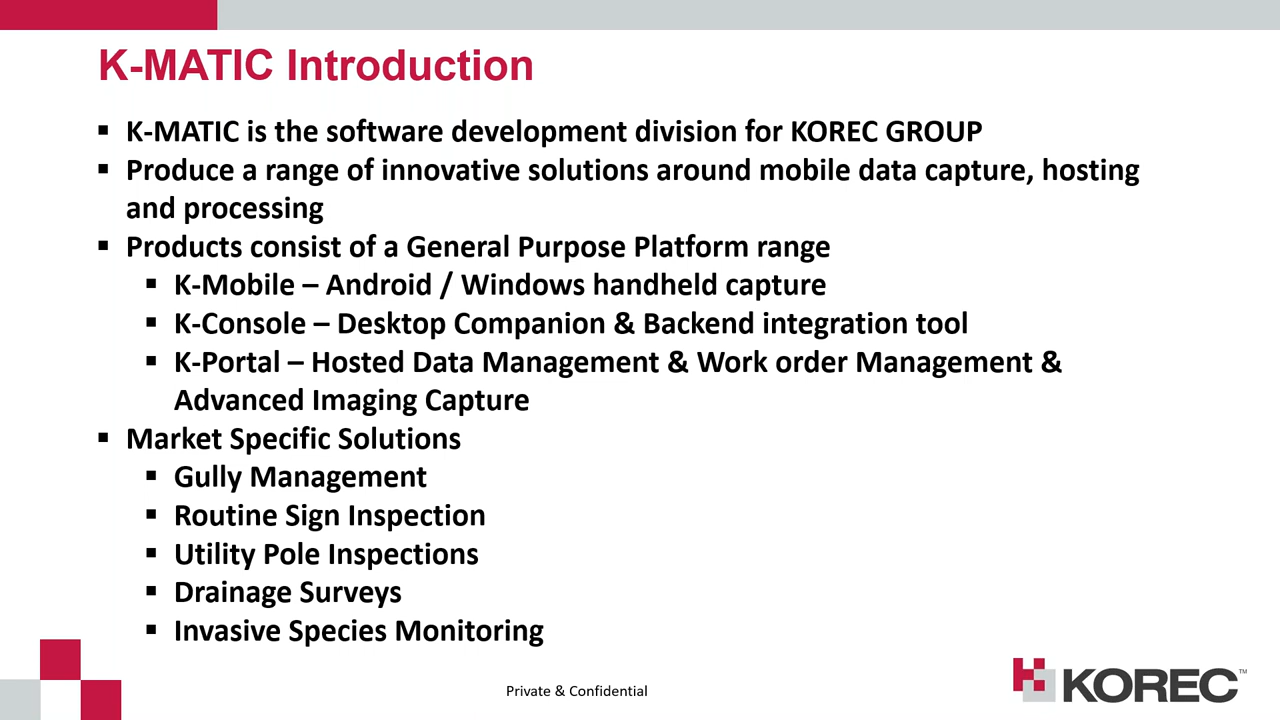 K-MATIC Introduction
▪ K-MATIC is the software development division for KOREC GROUP
▪ Produce a range of innovative solutions around mobile data capture, hosting
and processing
▪ Products consist of a General Purpose Platform range
▪ K-Mobile – Android / Windows handheld capture
▪ K-Console – Desktop Companion & Backend integration tool
▪ K-Portal – Hosted Data Management & Work order Management &
Advanced Imaging Capture
▪ Market Specific Solutions
▪ Gully Management
▪ Routine Sign Inspection
▪ Utility Pole Inspections
▪ Drainage Surveys
▪ Invasive Species Monitoring
Private & Confidential
KOREC™